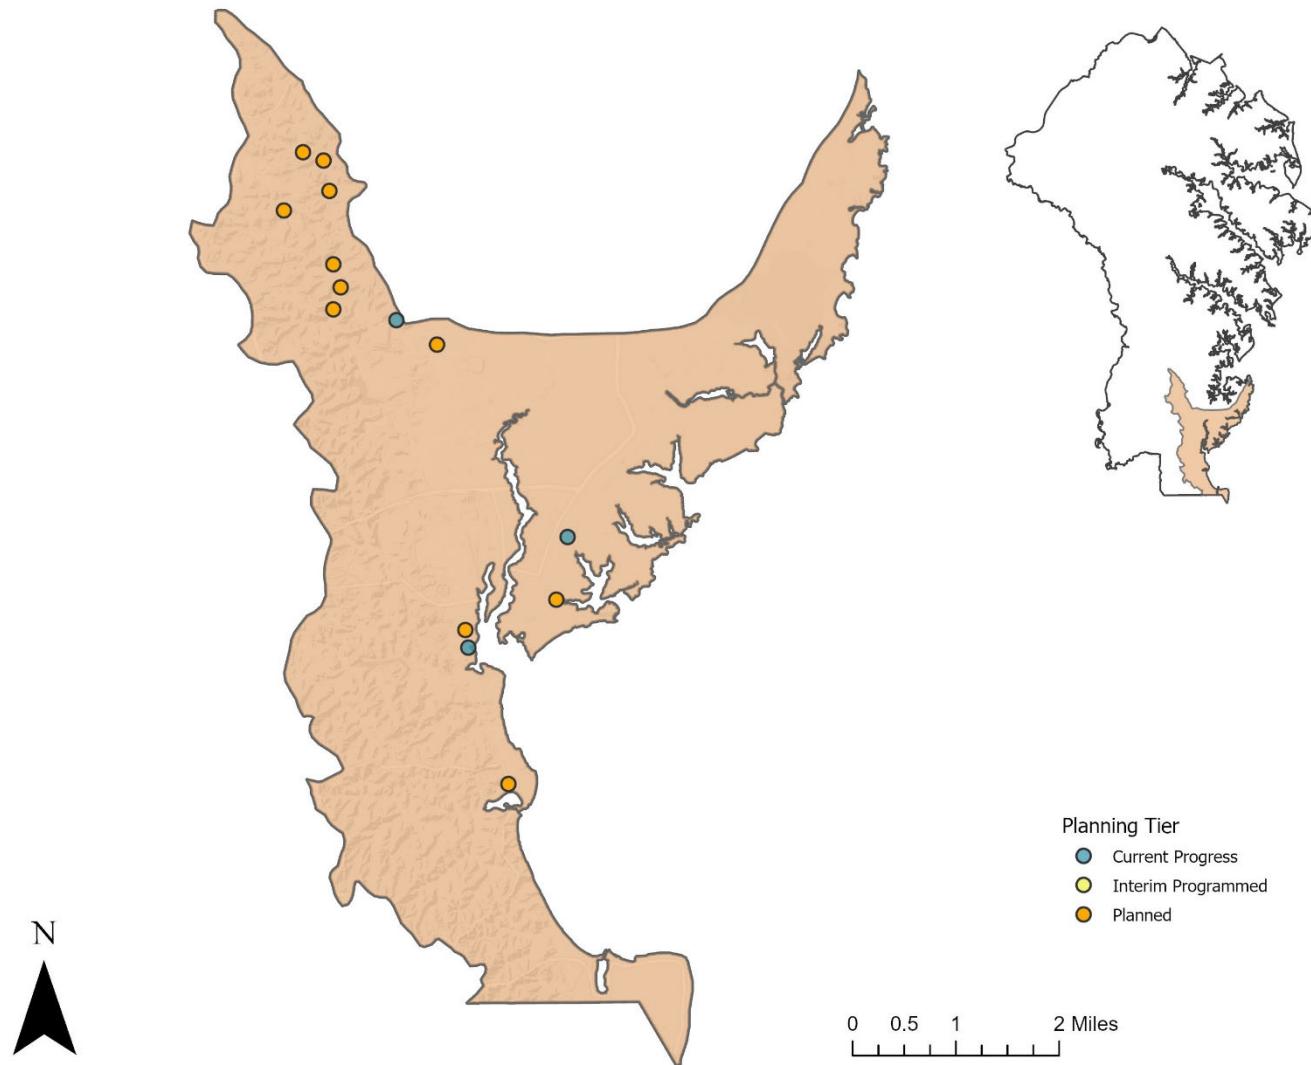 Planning Tier
Current Progress
Interim Programmed
Planned
N
0 0.5 1 2 Miles